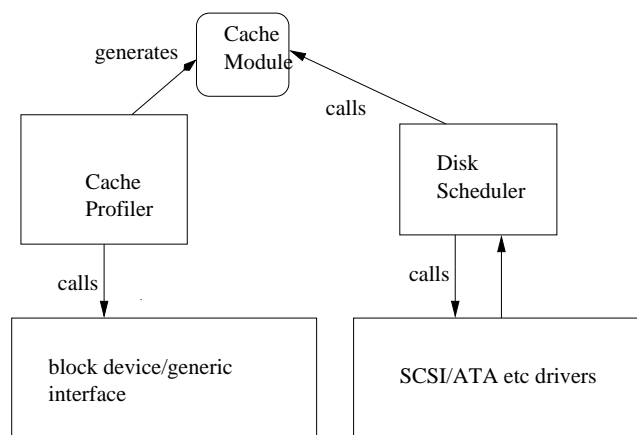 Cache
Module
generates
calls
Cache
Profiler
Disk
Scheduler
calls
calls
block device/generic
interface
SCSI/ATA etc drivers